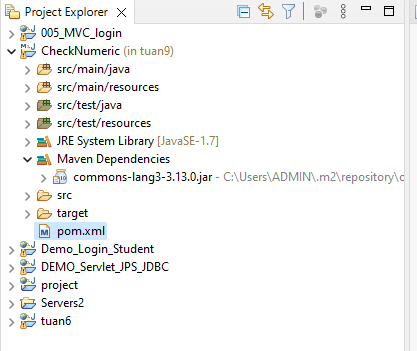 Project Explorer
005_MVC_login
CheckNumeric (in tuan9)
src/main/java
src/main/resources
src/test/java
src/test/resources
JRE System Library [JavaSE-1.7]
Maven Dependencies
commons-lang3-3.13.0.jar - C:\Users\ADMIN\.m2\repository\
src
target
pom.xml
Demo_Login_Student
DEMO_Servlet_JPS_JDBC
project
Servers2
tuan6